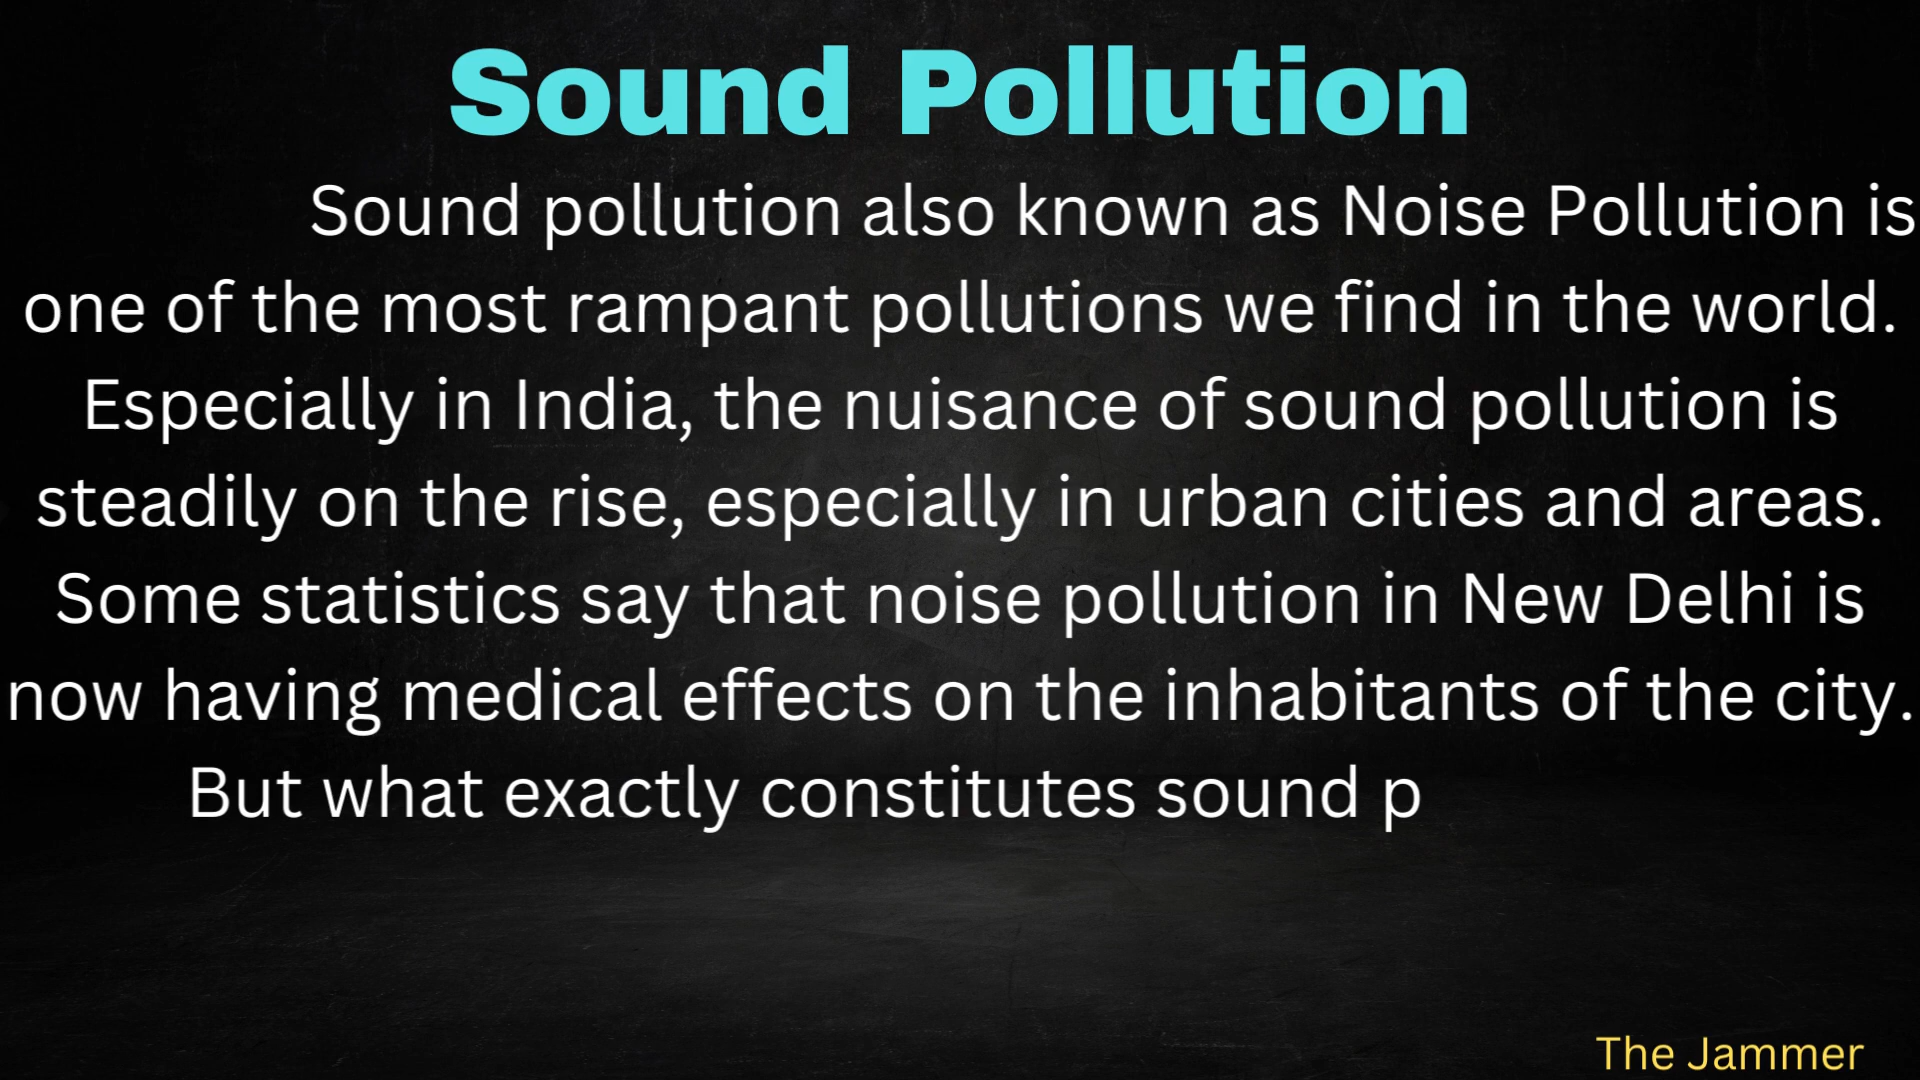 Sound Pollution
Sound pollution also known as Noise Pollution is
one of the most rampant pollutions we find in the world.
Especially in India, the nuisance of sound pollution is
steadily on the rise, especially in urban cities and areas.
Some statistics say that noise pollution in New Delhi is
now having medical effects on the inhabitants of the city.
But what exactly constitutes sound p
The Jammer